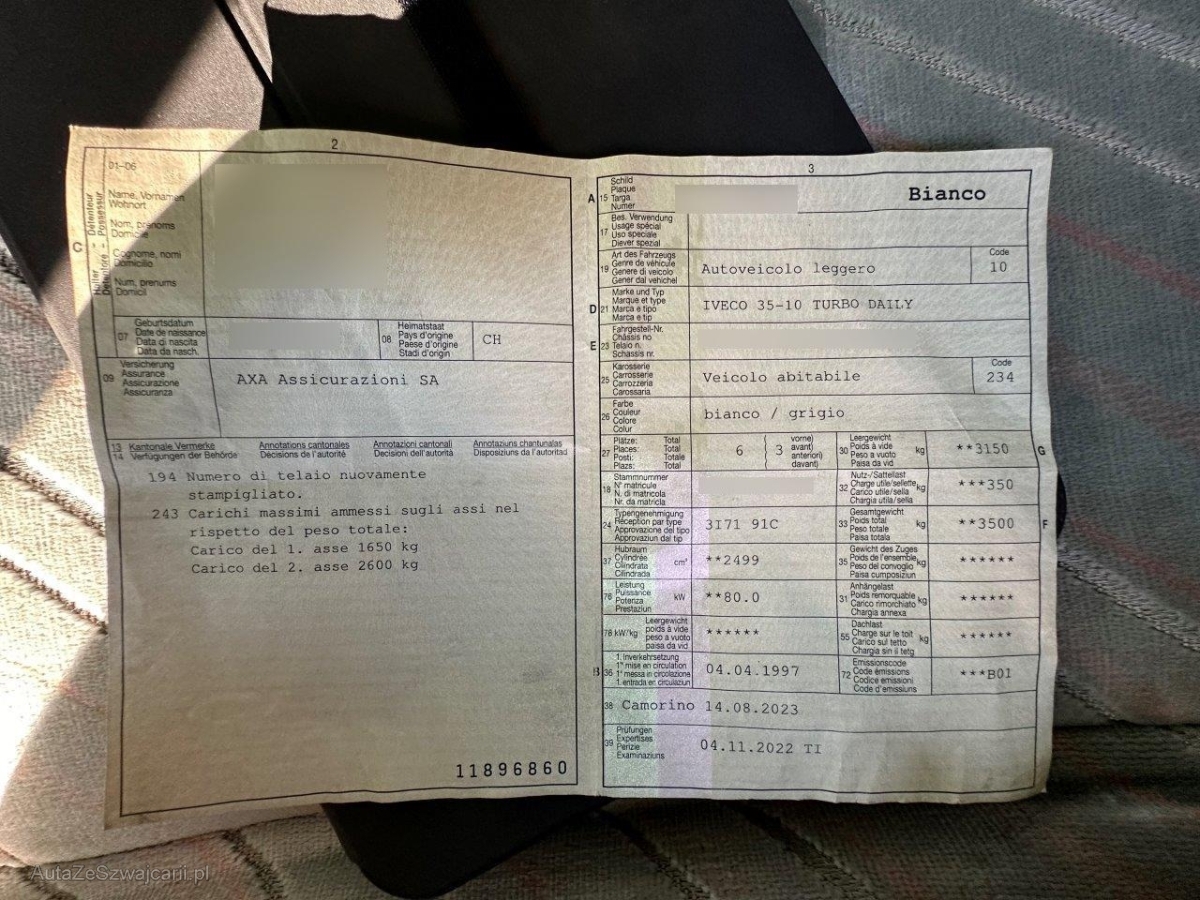 2
01-06
C
Halter - Détenteur
Detentore - Possessur
Name, Vornamen
Wohnort
Nom, prénoms
Domicile
Cognome, nomi
Domicilio
Num, prenums
Domicil
07
Geburtsdatum
Date de naissance
Data di nascita
Data da nasch.
08
Heimatstaat
Pays d'origine
Paese d'origine
Stadi d'origin
CH
09
Versicherung
Assurance
Assicurazione
Assicuranza
AXA Assicurazioni SA
13 Kantonale Vermerke
14 Verfügungen der Behörde
Annotations cantonales
Décisions de l'autorité
Annotazioni cantonali
Decisioni dell'autorità
Annotaziuns chantunalas
Disposiziuns da l'autoritad
194 Numero di telaio nuovamente
stampigliato.
243 Carichi massimi ammessi sugli assi nel
rispetto del peso totale:
Carico del 1. asse 1650 kg
Carico del 2. asse 2600 kg
11896860
3
A 15
Schild
Plaque
Targa
Numer
Bianco
17
Bes. Verwendung
Usage spécial
Uso speciale
Diever spezial
19
Art des Fahrzeugs
Genre de véhicule
Genere di veicolo
Gener dal vehichel
Autoveicolo leggero
Code
10
D 21
Marke und Typ
Marque et type
Marca e tipo
Marca e tip
IVECO 35-10 TURBO DAILY
E 23
Fahrgestell-Nr.
Châssis no
Telaio n.
Schassis nr.
25
Karosserie
Carrosserie
Carrozzeria
Carossaria
Veicolo abitabile
Code
234
26
Farbe
Couleur
Colore
Colur
bianco / grigio
27
Plätze: Total
Places: Total
Posti: Totale
Plazs: Total
6
3
vorne)
avant)
anteriori)
davant)
30
Leergewicht
Poids à vide
Peso a vuoto
Paisa da vid
kg
**3150
G
18
Stammnummer
N° matricule
N. di matricola
Nr. da matricla
32
Nutz-/Sattellast
Charge utile/sellette
Carico utile/sella
Chargia utila/sella
kg
***350
24
Typengenehmigung
Réception par type
Approvazione del tipo
Approvaziun dal tip
3I71 91C
33
Gesamtgewicht
Poids total
Peso totale
Paisa totala
kg
**3500
F
37
Hubraum
Cylindrée
Cilindrata
Cilindrada
cm³
**2499
35
Gewicht des Zuges
Poids de l'ensemble
Peso del convoglio
Paisa cumposiziun
kg
******
76
Leistung
Puissance
Potenza
Prestaziun
kW
**80.0
31
Anhängelast
Poids remorquable
Carico rimorchiato
Chargia annexa
kg
******
78 kW/kg
Leergewicht
poids à vide
peso a vuoto
paisa da vid
******
55
Dachlast
Charge sur le toit
Carico sul tetto
Chargia sin il tetg
kg
******
B 36
1. Inverkehrsetzung
1re mise en circulation
1a messa in circolazione
1. entrada en circulaziun
04.04.1997
72
Emissionscode
Code émissions
Codice emissioni
Code d'emissiuns
***B01
38 Camorino 14.08.2023
39
Prüfungen
Expertises
Perizie
Examinaziuns
04.11.2022 TI
AutaZeSzwajcarii.pl